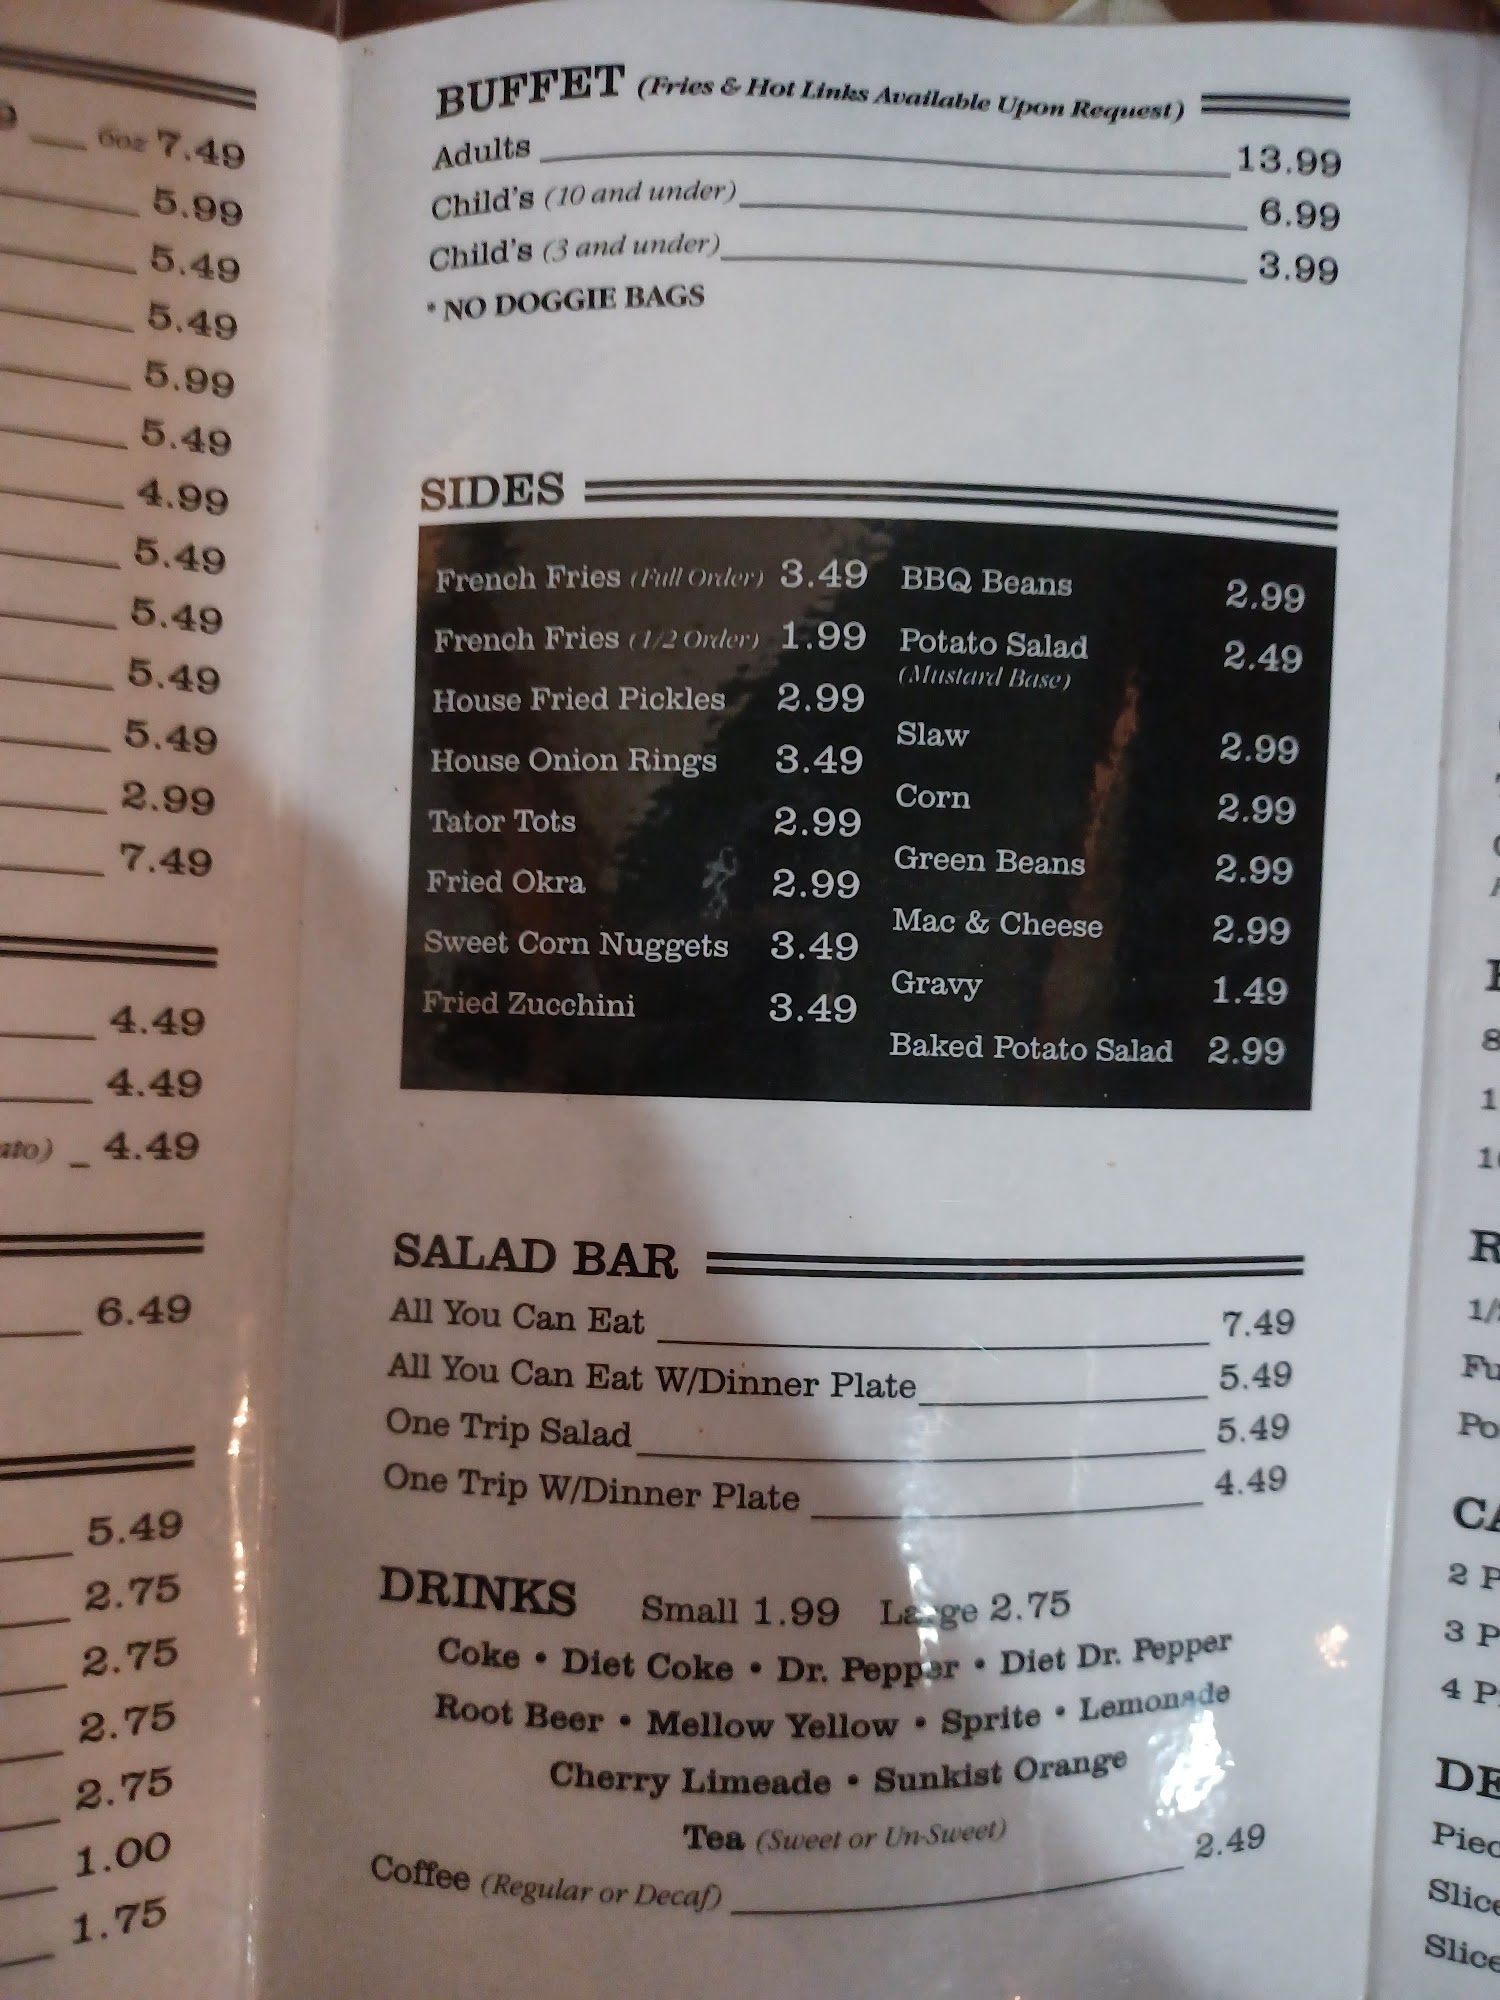 6oz 7.49
5.99
5.49
5.49
5.99
5.49
4.99
5.49
5.49
5.49
5.49
2.99
7.49
4.49
4.49
4.49
6.49
5.49
2.75
2.75
2.75
2.75
1.00
1.75
BUFFET (Fries & Hot Links Available Upon Request)
Adults 13.99
Child's (10 and under) 6.99
Child's (3 and under) 3.99
* NO DOGGIE BAGS
SIDES
French Fries (Full Order) 3.49
French Fries (1/2 Order) 1.99
House Fried Pickles 2.99
House Onion Rings 3.49
Tator Tots 2.99
Fried Okra 2.99
Sweet Corn Nuggets 3.49
Fried Zucchini 3.49
BBQ Beans 2.99
Potato Salad 2.49
(Mustard Base)
Slaw 2.99
Corn 2.99
Green Beans 2.99
Mac & Cheese 2.99
Gravy 1.49
Baked Potato Salad 2.99
SALAD BAR
All You Can Eat 7.49
All You Can Eat W/Dinner Plate 5.49
One Trip Salad 5.49
One Trip W/Dinner Plate 4.49
DRINKS Small 1.99 Large 2.75
Coke • Diet Coke • Dr. Pepper • Diet Dr. Pepper
Root Beer • Mellow Yellow • Sprite • Lemonade
Cherry Limeade • Sunkist Orange
Tea (Sweet or Un-Sweet)
Coffee (Regular or Decaf) 2.49
2 P
3 P
4 P